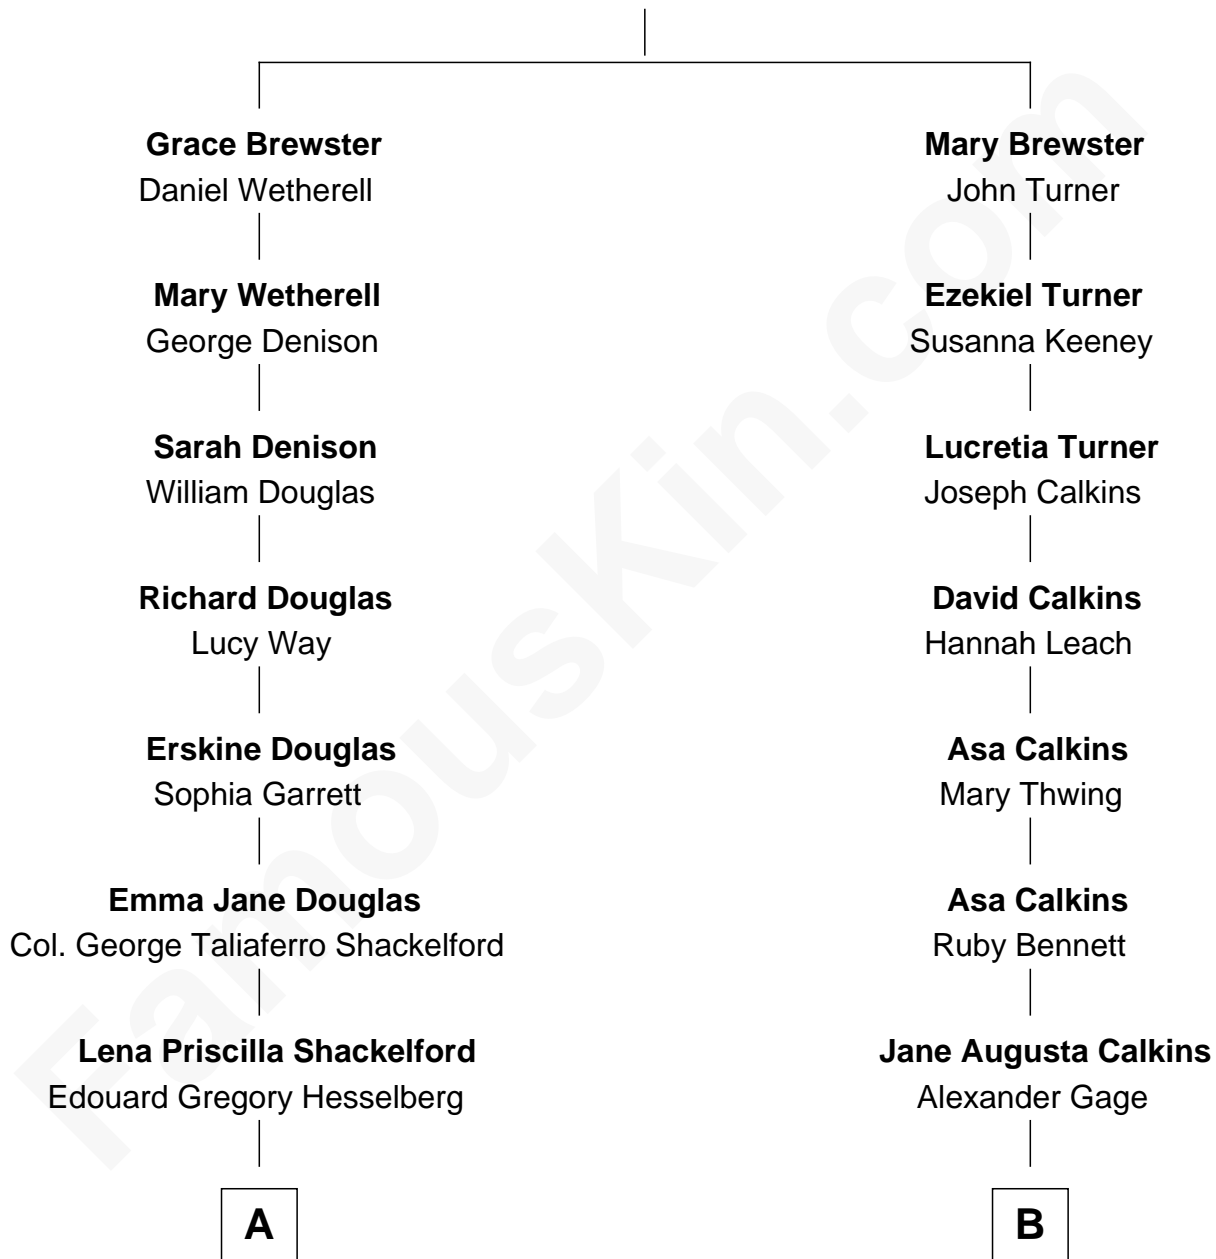 Grace Brewster
Daniel Wetherell
Mary Wetherell
George Denison
Sarah Denison
William Douglas
Richard Douglas
Lucy Way
Erskine Douglas
Sophia Garrett
Emma Jane Douglas
Col. George Taliaferro Shackelford
Lena Priscilla Shackelford
Edouard Gregory Hesselberg
A
Mary Brewster
John Turner
Ezekiel Turner
Susanna Keeney
Lucretia Turner
Joseph Calkins
David Calkins
Hannah Leach
Asa Calkins
Mary Thwing
Asa Calkins
Ruby Bennett
Jane Augusta Calkins
Alexander Gage
B
FamousKin.com